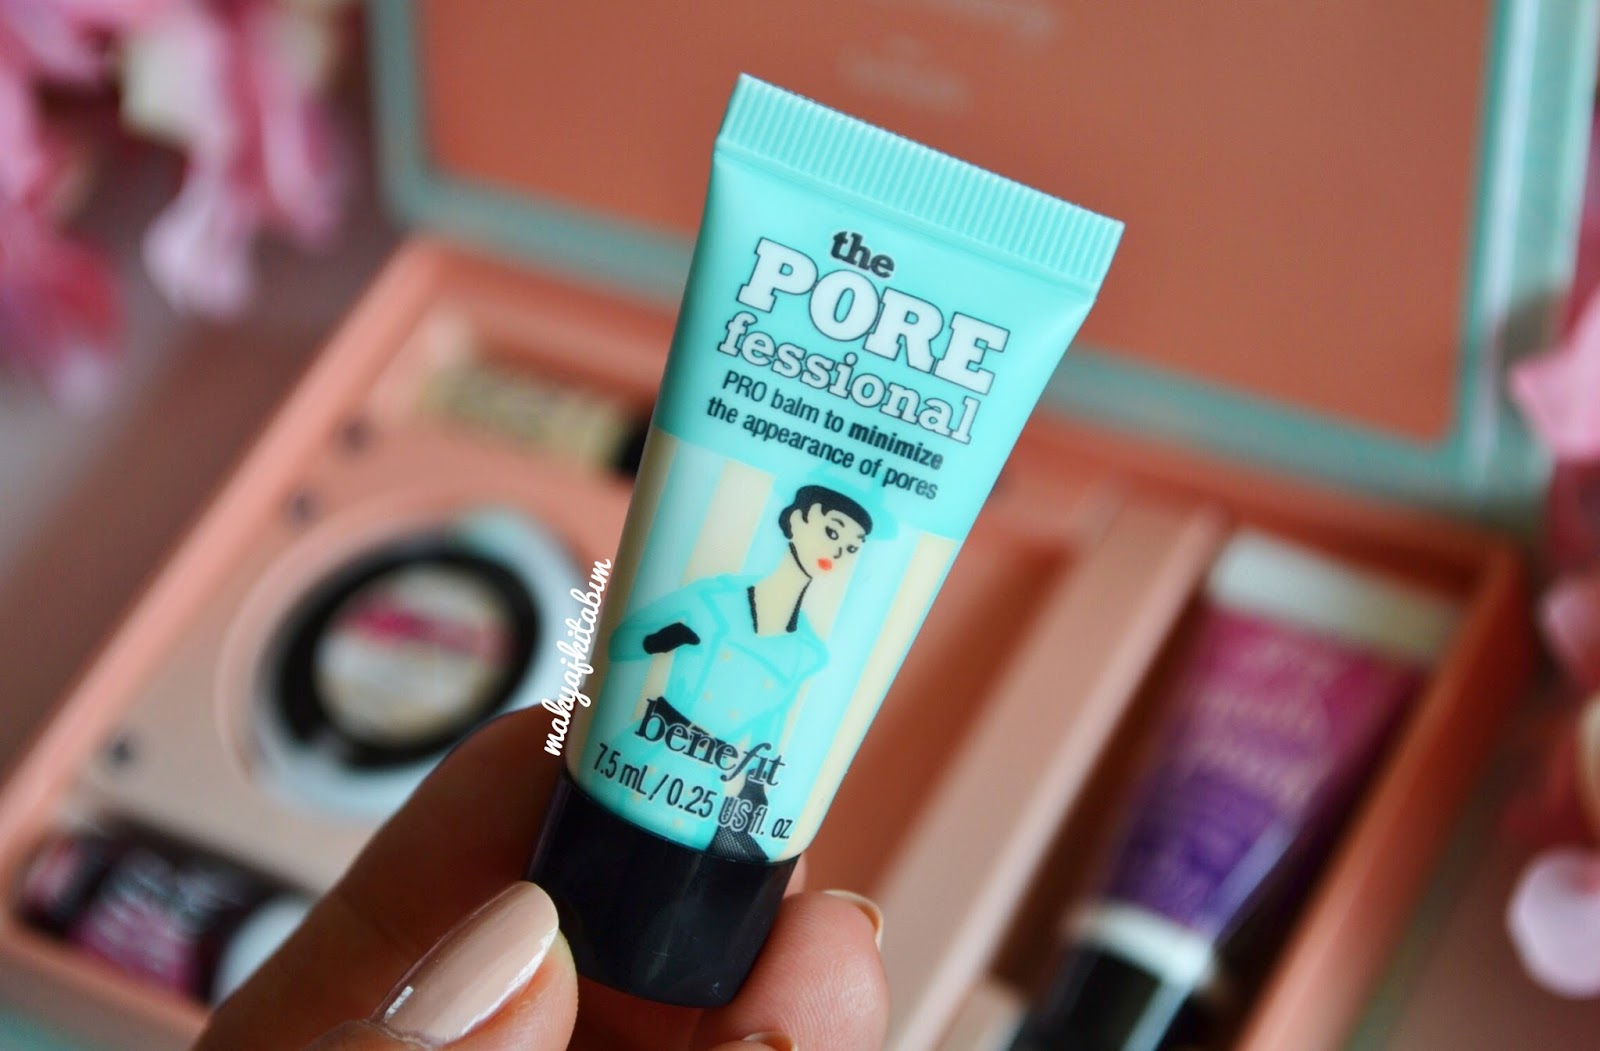 the
PORE
fessional
PRO balm to minimize
the appearance of pores
benefit
7.5 mL / 0.25 US fl. oz
makyajkitabım